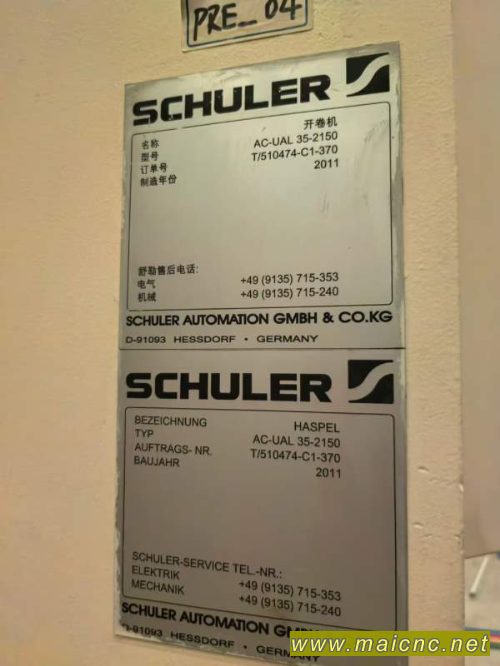 PRE_04
SCHULER
名称 开卷机
型号 AC-UAL 35-2150
订单号 T/510474-C1-370
制造年份 2011
舒勒售后电话:
电气 +49 (9135) 715-353
机械 +49 (9135) 715-240
SCHULER AUTOMATION GMBH & CO.KG
D-91093 HESSDORF · GERMANY
SCHULER
BEZEICHNUNG HASPEL
TYP AC-UAL 35-2150
AUFTRAGS- NR. T/510474-C1-370
BAUJAHR 2011
SCHULER-SERVICE TEL.-NR.:
ELEKTRIK +49 (9135) 715-353
MECHANIK +49 (9135) 715-240
SCHULER AUTOMATION
D-91093 HESSDORF · GERMANY
www.maicnc.net